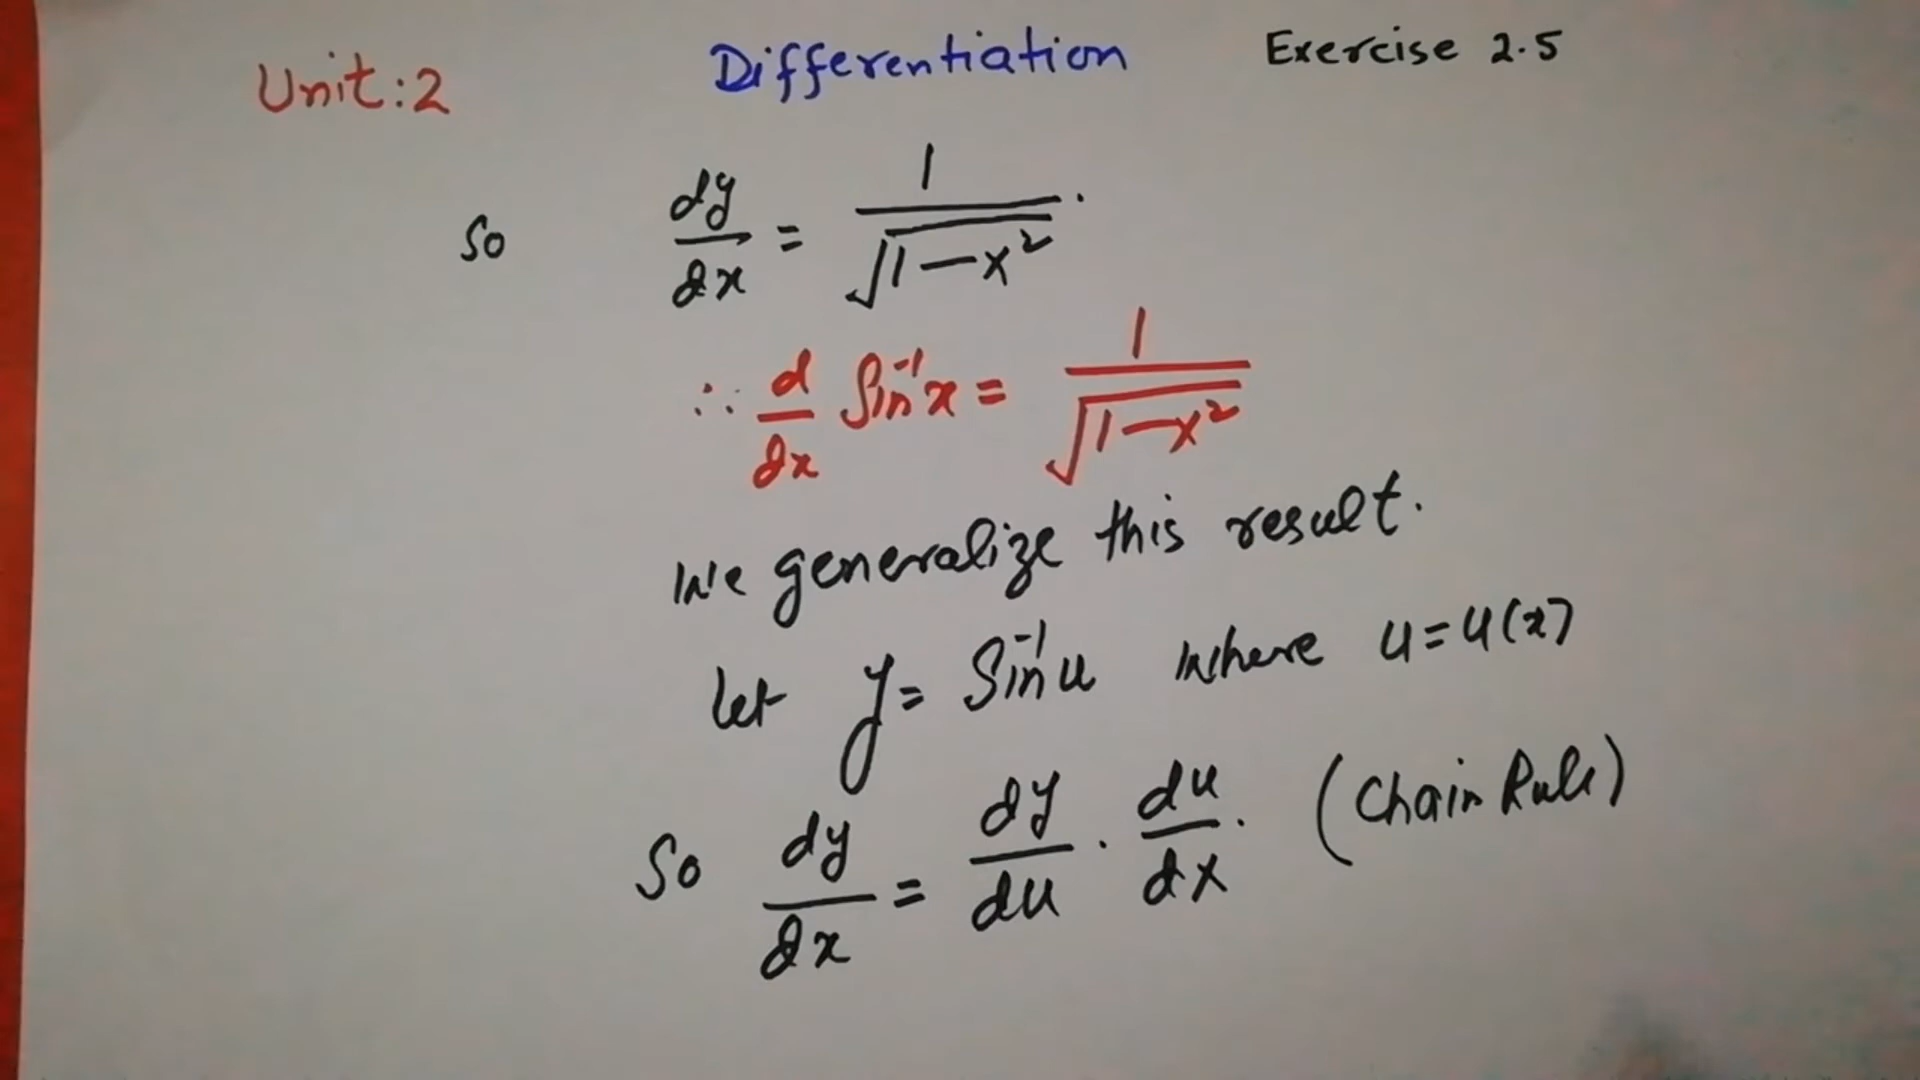 Unit:2 Differentiation Exercise 2.5
So dy/dx = 1/√(1-x²).
∴ d/dx Sin⁻¹x = 1/√(1-x²)
We generalize this result.
Let y = Sin⁻¹u where u = u(x)
So dy/dx = dy/du · du/dx. (Chain Rule)